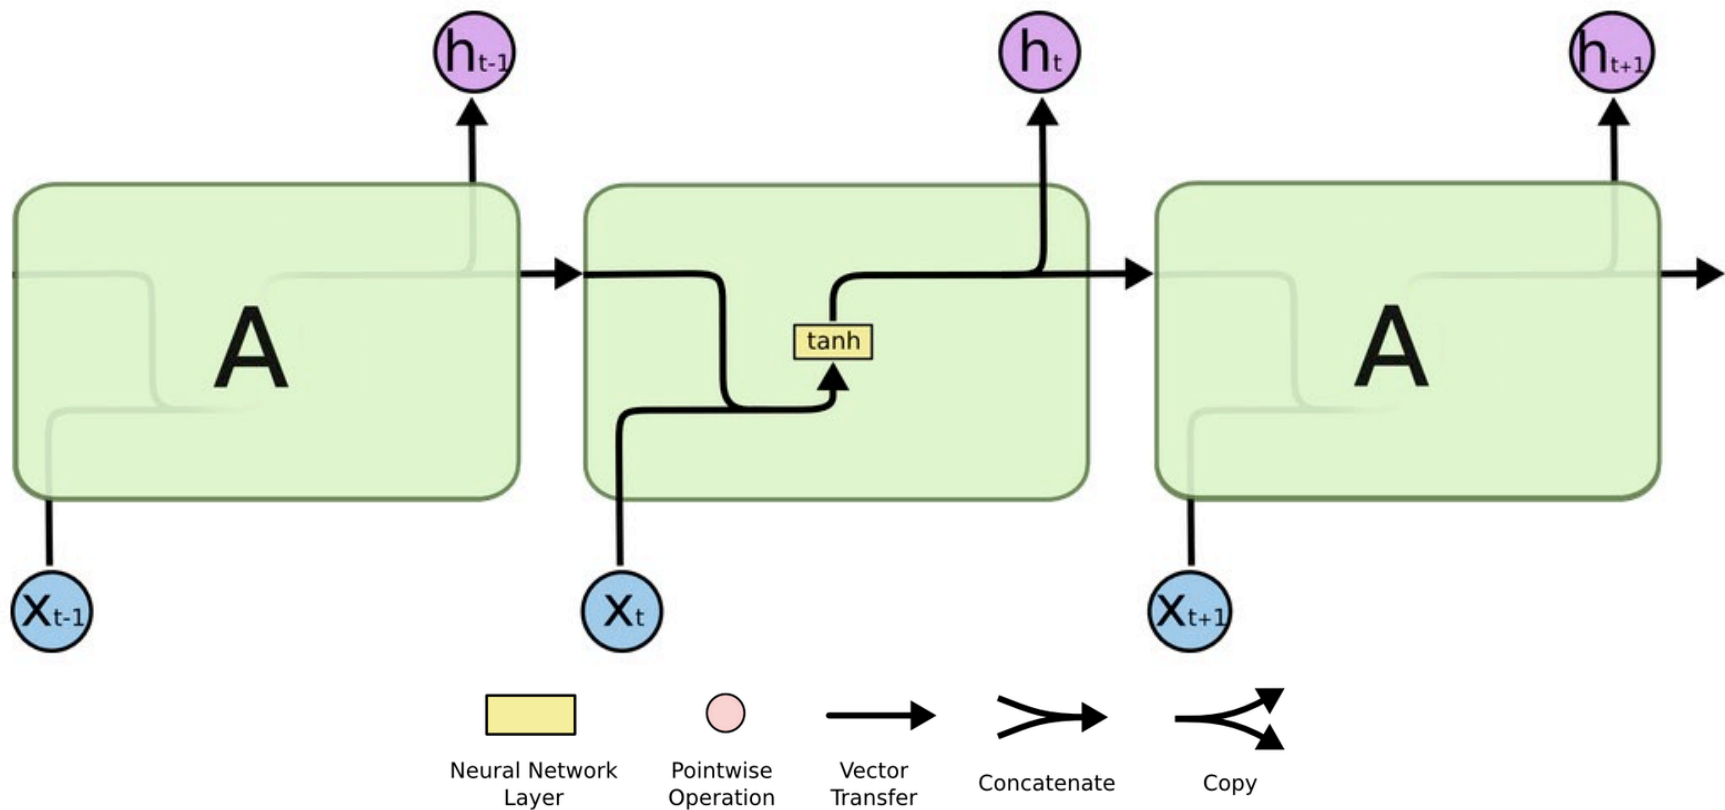 ht-1
ht
ht+1
A
tanh
A
xt-1
xt
xt+1
Neural Network
Layer
Pointwise
Operation
Vector
Transfer
Concatenate
Copy